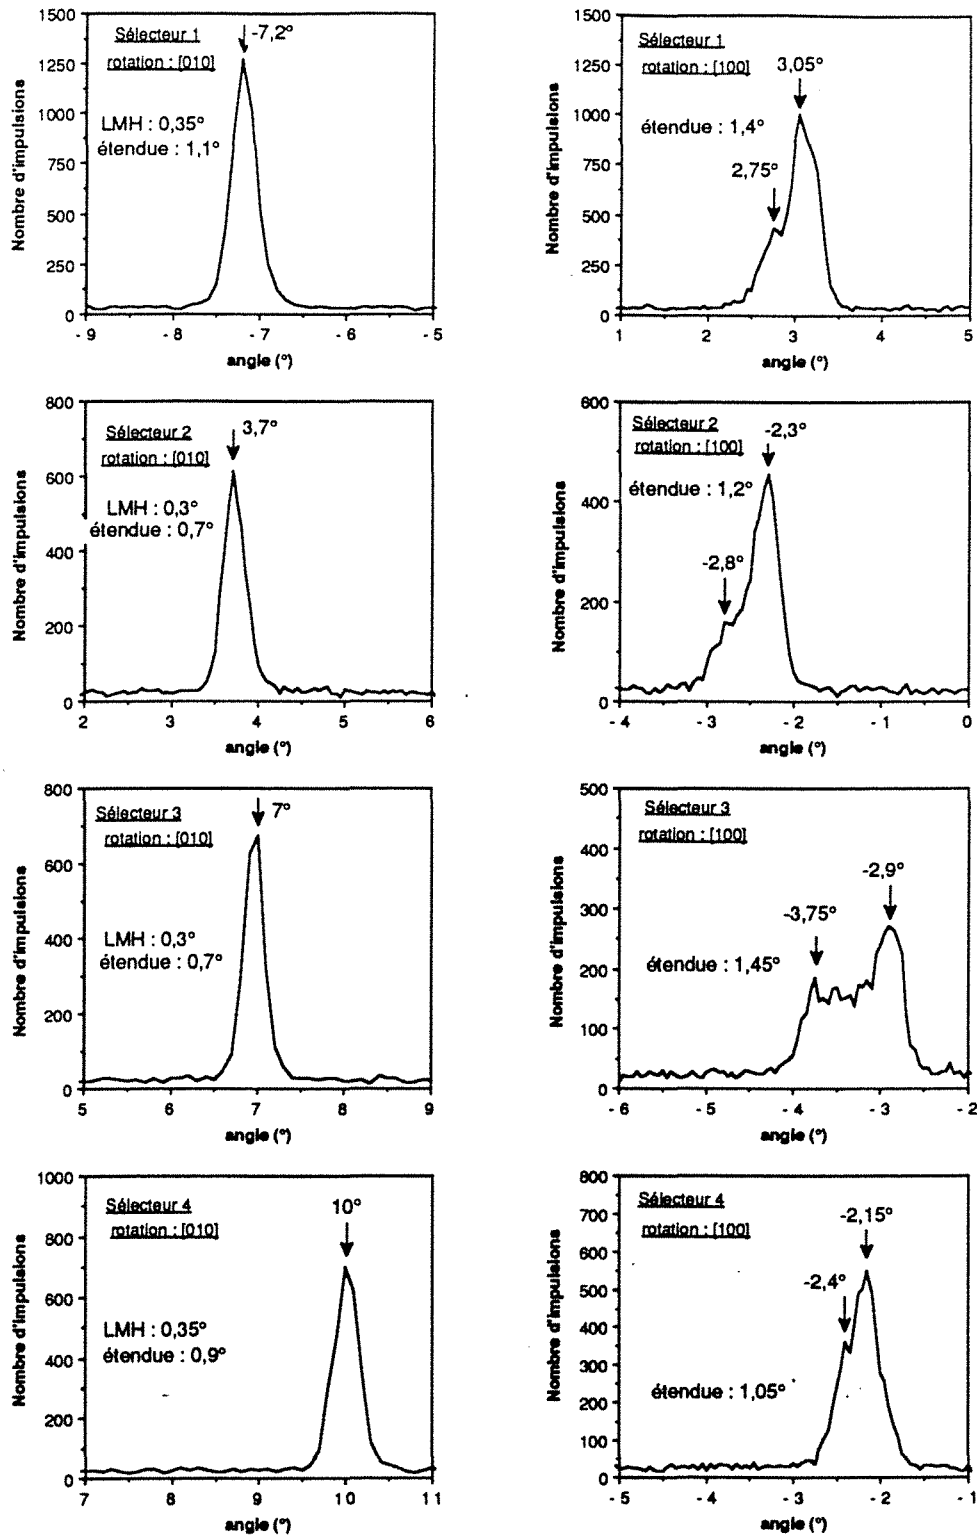 Sélecteur 1
rotation : [010]
-7,2°
LMH : 0,35°
étendue : 1,1°
Nombre d'impulsions
1500
1250
1000
750
500
250
0
-9 -8 -7 -6 -5
angle (°)
Sélecteur 1
rotation : [100]
3,05°
étendue : 1,4°
2,75°
Nombre d'impulsions
1500
1250
1000
750
500
250
0
1 2 3 4 5
angle (°)
Sélecteur 2
rotation : [010]
3,7°
LMH : 0,3°
étendue : 0,7°
Nombre d'impulsions
800
600
400
200
0
2 3 4 5 6
angle (°)
Sélecteur 2
rotation : [100]
-2,3°
étendue : 1,2°
-2,8°
Nombre d'impulsions
600
400
200
0
-4 -3 -2 -1 0
angle (°)
Sélecteur 3
rotation : [010]
7°
LMH : 0,3°
étendue : 0,7°
Nombre d'impulsions
800
600
400
200
0
5 6 7 8 9
angle (°)
Sélecteur 3
rotation : [100]
-2,9°
-3,75°
étendue : 1,45°
Nombre d'impulsions
500
400
300
200
100
0
-6 -5 -4 -3 -2
angle (°)
Sélecteur 4
rotation : [010]
10°
LMH : 0,35°
étendue : 0,9°
Nombre d'impulsions
1000
800
600
400
200
0
7 8 9 10 11
angle (°)
Sélecteur 4
rotation : [100]
-2,15°
-2,4°
étendue : 1,05°
Nombre d'impulsions
800
700
600
500
400
300
200
100
0
-5 -4 -3 -2 -1
angle (°)